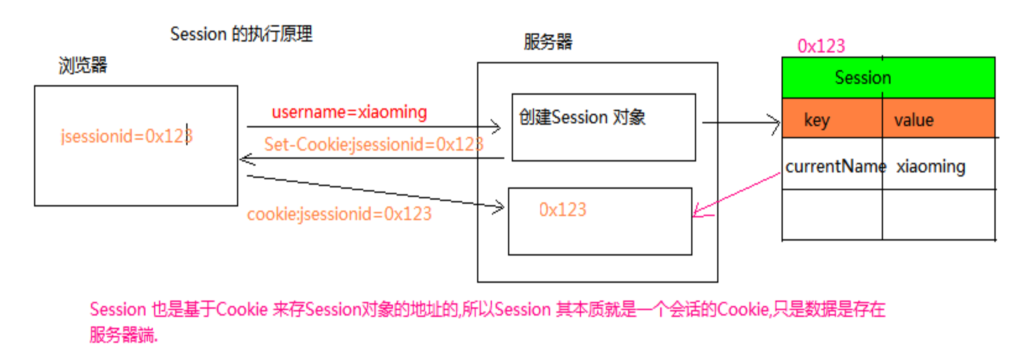 Session 的执行原理
浏览器
服务器
0x123
Session
key value
currentName xiaoming
jsessionid=0x123
username=xiaoming
创建Session 对象
Set-Cookie:jsessionid=0x123
cookie:jsessionid=0x123
0x123
Session 也是基于Cookie 来存Session对象的地址的,所以Session 其本质就是一个会话的Cookie,只是数据是存在
服务器端.